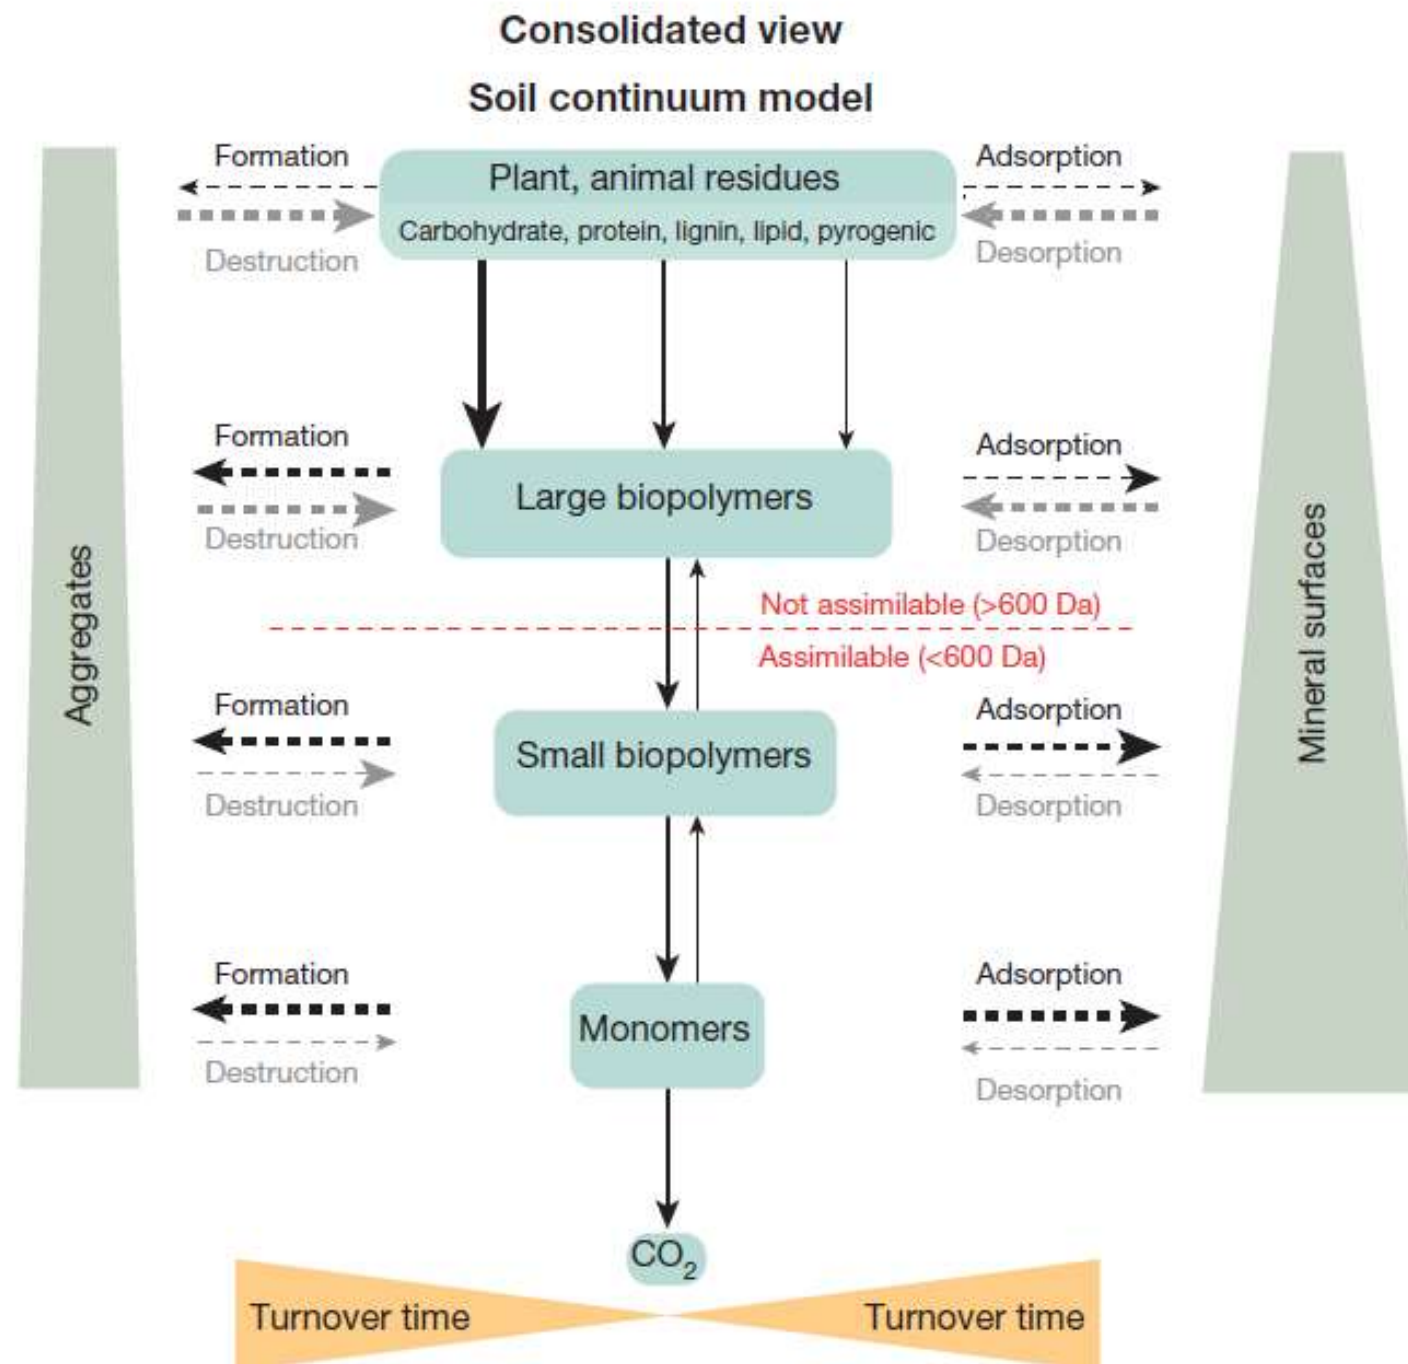 Consolidated view
Soil continuum model
Formation
Plant, animal residues
Adsorption
Carbohydrate, protein, lignin, lipid, pyrogenic
Destruction
Desorption
Formation
Adsorption
Large biopolymers
Destruction
Desorption
Not assimilable (>600 Da)
Assimilable (<600 Da)
Aggregates
Mineral surfaces
Formation
Adsorption
Small biopolymers
Destruction
Desorption
Formation
Adsorption
Monomers
Destruction
Desorption
CO₂
Turnover time
Turnover time